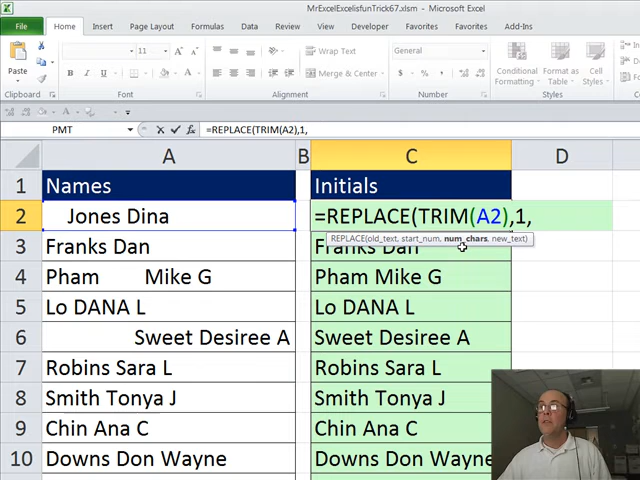 MrExcelExcelisfunTrick67.xlsm - Microsoft Excel
File Home Insert Page Layout Formulas Data Review View Developer Favorites Favorites Add-Ins
Paste 11 Wrap Text General Conditional Formatting Format as Table Cell Styles
Clipboard Font Merge & Center Alignment Number Styles
PMT =REPLACE(TRIM(A2),1,
A B C D
1 Names Initials
2 Jones Dina =REPLACE(TRIM(A2),1,
REPLACE(old_text, start_num, num_chars, new_text)
3 Franks Dan Franks Dan
4 Pham Mike G Pham Mike G
5 Lo DANA L Lo DANA L
6 Sweet Desiree A Sweet Desiree A
7 Robins Sara L Robins Sara L
8 Smith Tonya J Smith Tonya J
9 Chin Ana C Chin Ana C
10 Downs Don Wayne Downs Don Wayne